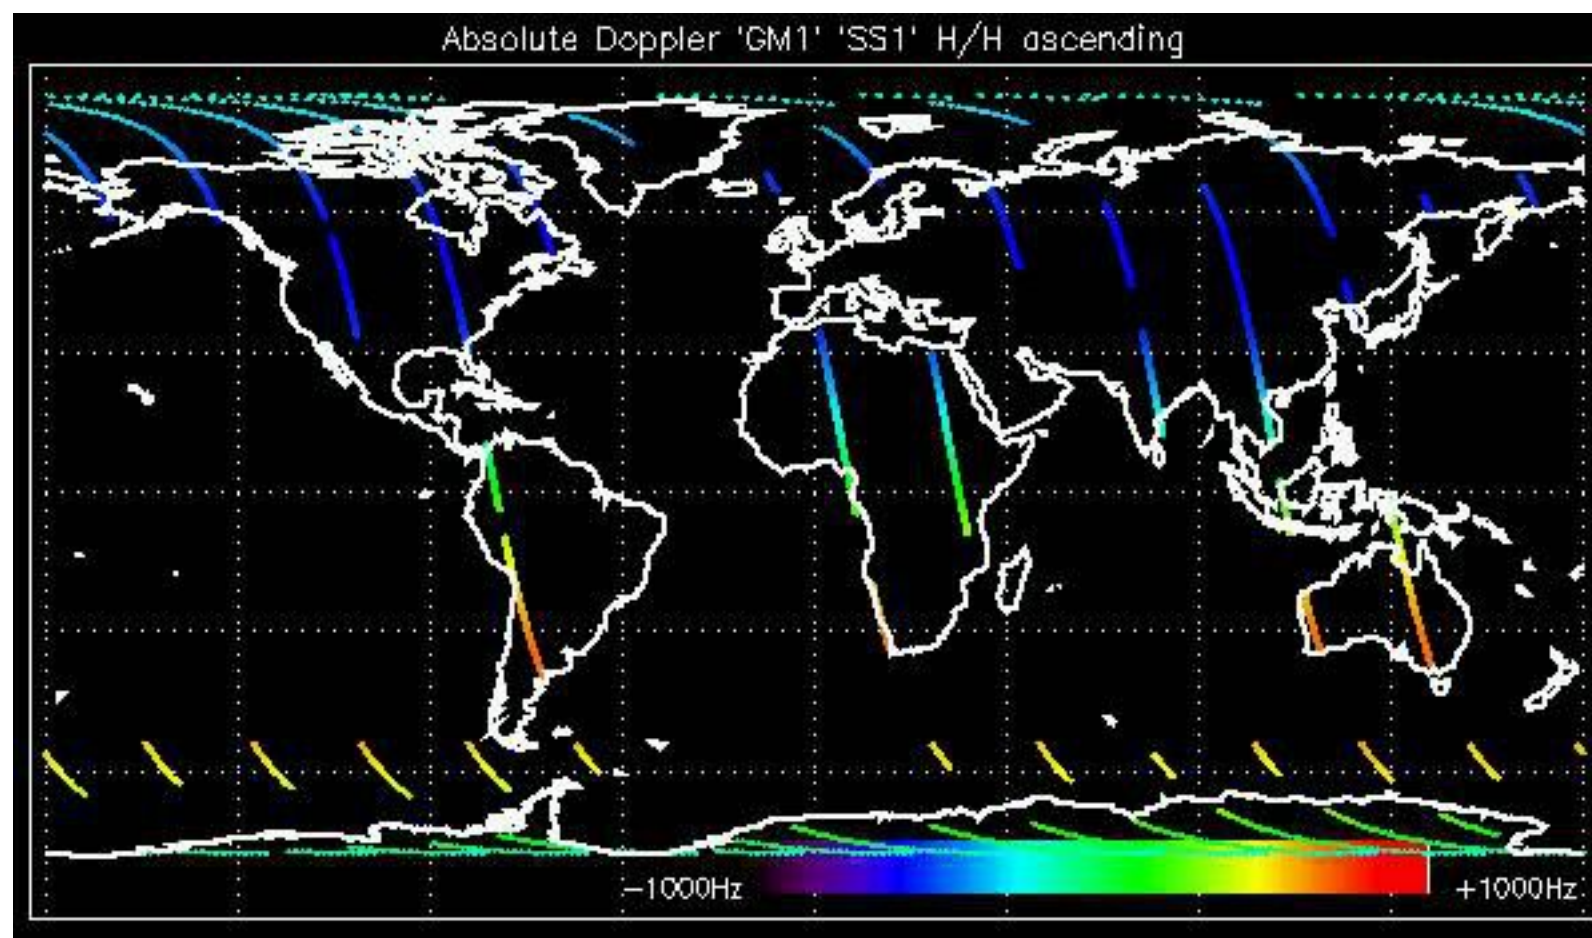 Absolute Doppler 'GM1' 'SS1' H/H ascending
−1000Hz
+1000Hz